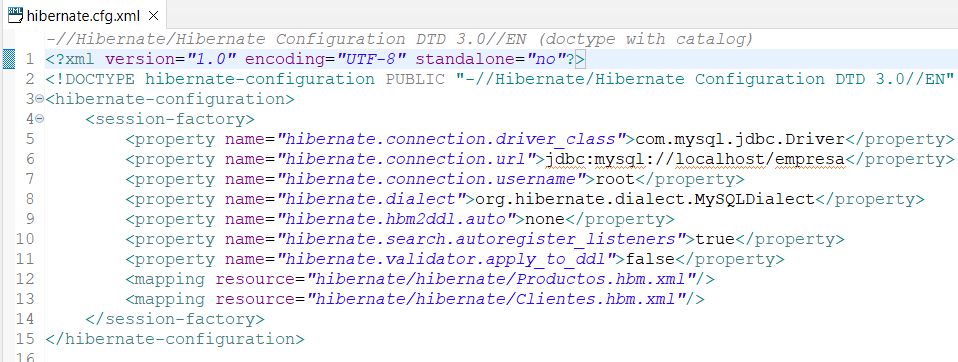 hibernate.cfg.xml
-//Hibernate/Hibernate Configuration DTD 3.0//EN (doctype with catalog)
1 <?xml version="1.0" encoding="UTF-8" standalone="no"?>
2 <!DOCTYPE hibernate-configuration PUBLIC "-//Hibernate/Hibernate Configuration DTD 3.0//EN"
3 <hibernate-configuration>
4 <session-factory>
5 <property name="hibernate.connection.driver_class">com.mysql.jdbc.Driver</property>
6 <property name="hibernate.connection.url">jdbc:mysql://localhost/empresa</property>
7 <property name="hibernate.connection.username">root</property>
8 <property name="hibernate.dialect">org.hibernate.dialect.MySQLDialect</property>
9 <property name="hibernate.hbm2ddl.auto">none</property>
10 <property name="hibernate.search.autoregister_listeners">true</property>
11 <property name="hibernate.validator.apply_to_ddl">false</property>
12 <mapping resource="hibernate/hibernate/Productos.hbm.xml"/>
13 <mapping resource="hibernate/hibernate/Clientes.hbm.xml"/>
14 </session-factory>
15 </hibernate-configuration>
16